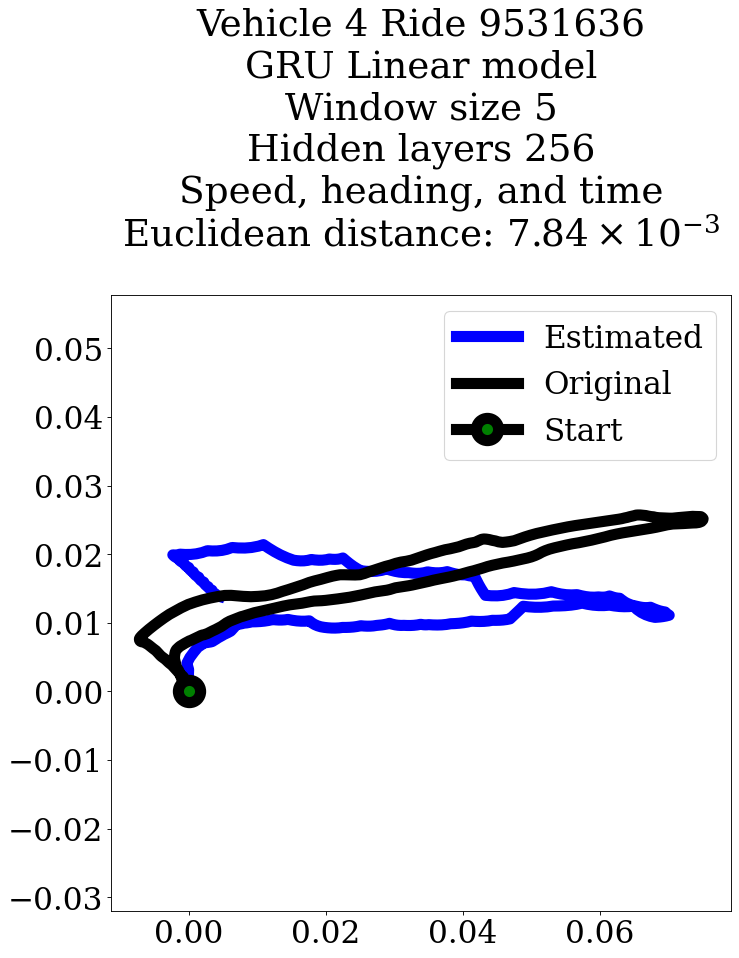 Vehicle 4 Ride 9531636
GRU Linear model
Window size 5
Hidden layers 256
Speed, heading, and time
Euclidean distance: 7.84 × 10⁻³
Estimated
Original
Start
0.05
0.04
0.03
0.02
0.01
0.00
−0.01
−0.02
−0.03
0.00 0.02 0.04 0.06